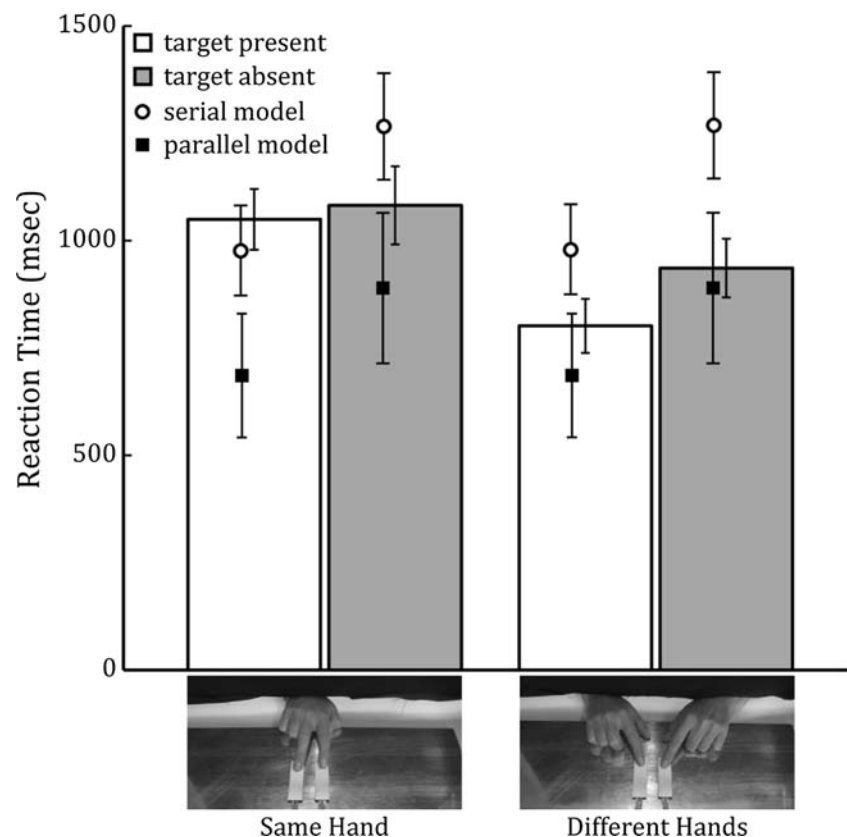 1500
target present
target absent
serial model
parallel model
1000
Reaction Time (msec)
500
0
Same Hand
Different Hands